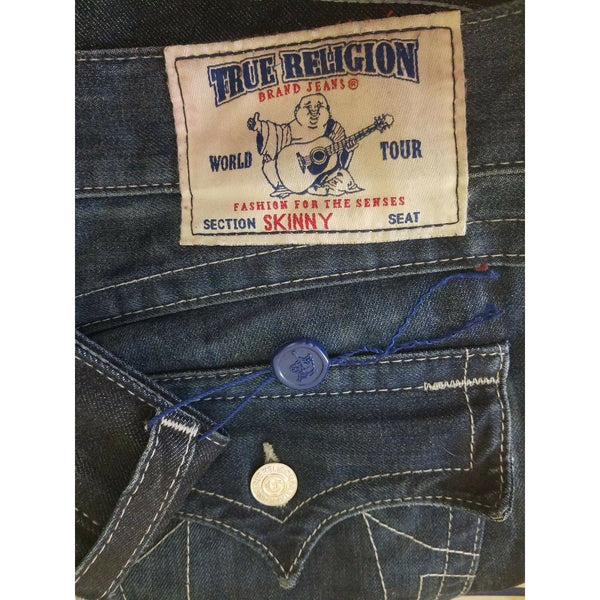 TRUE RELIGION
BRAND JEANS®
WORLD TOUR
FASHION FOR THE SENSES
SECTION SKINNY SEAT